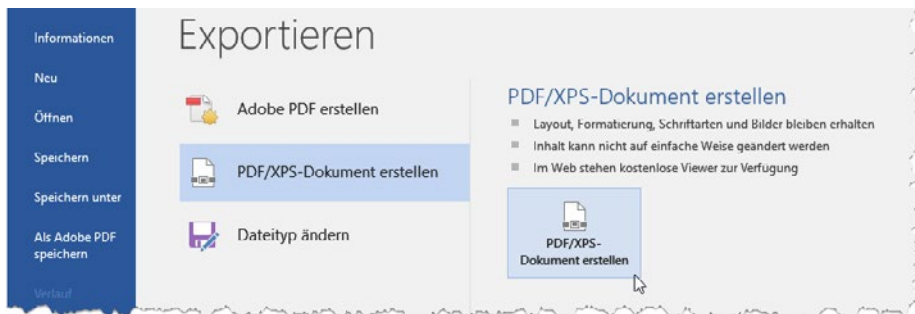 Informationen
Neu
Öffnen
Speichern
Speichern unter
Als Adobe PDF
speichern
Verlauf
Exportieren
Adobe PDF erstellen
PDF/XPS-Dokument erstellen
Dateityp ändern
PDF/XPS-Dokument erstellen
Layout, Formatierung, Schriftarten und Bilder bleiben erhalten
Inhalt kann nicht auf einfache Weise geändert werden
Im Web stehen kostenlose Viewer zur Verfügung
PDF/XPS-
Dokument erstellen